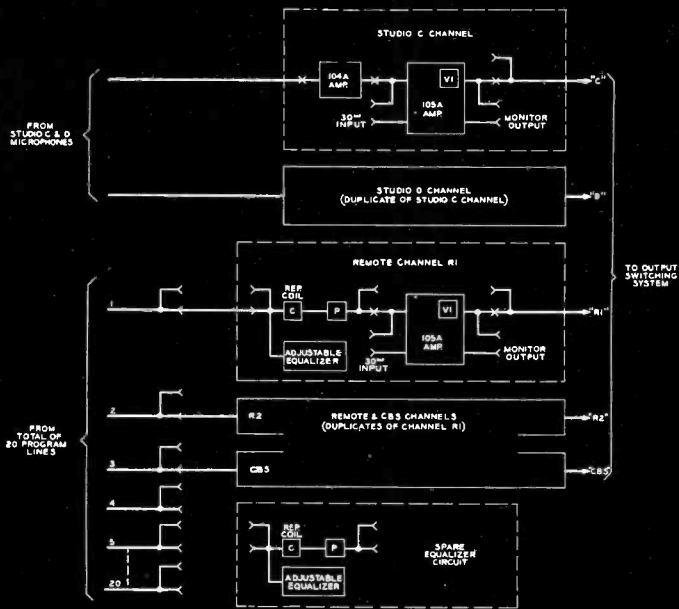 STUDIO C CHANNEL
104A
AMP.
VI
105A
AMP.
30ᴰᴮ
INPUT
MONITOR
OUTPUT
"C"
FROM
STUDIO C & D
MICROPHONES
STUDIO D CHANNEL
(DUPLICATE OF STUDIO C CHANNEL)
"D"
TO OUTPUT
SWITCHING
SYSTEM
REMOTE CHANNEL R1
1
REP.
COIL
C
P
VI
105A
AMP.
ADJUSTABLE
EQUALIZER
INPUT
MONITOR
OUTPUT
"R1"
FROM
TOTAL OF
20 PROGRAM
LINES
2
R2
REMOTE & CBS CHANNELS
(DUPLICATES OF CHANNEL R1)
"R2"
3
CBS
"CBS"
4
5
20
REP.
COIL
C
P
ADJUSTABLE
EQUALIZER
SPARE
EQUALIZER
CIRCUIT